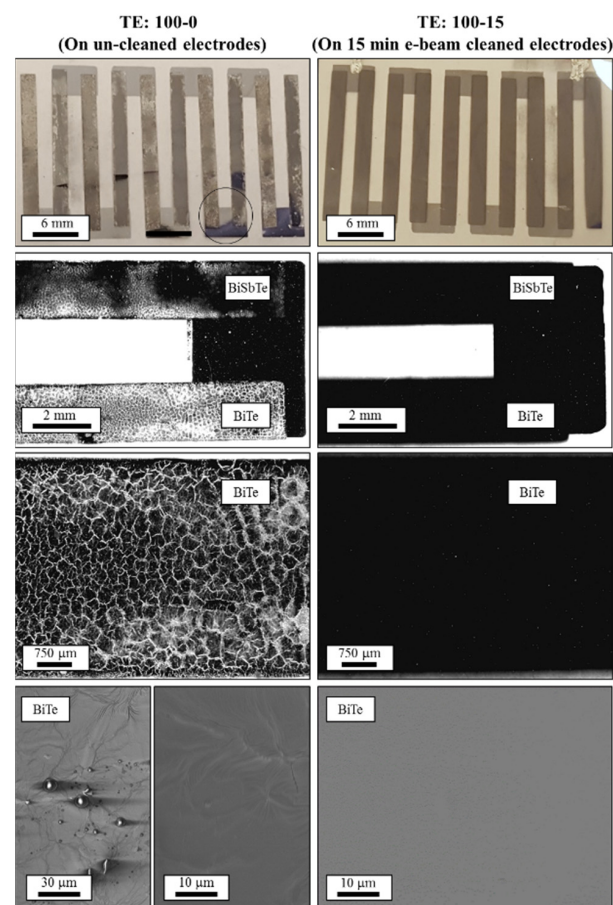 TE: 100-0
(On un-cleaned electrodes)
TE: 100-15
(On 15 min e-beam cleaned electrodes)
6 mm
6 mm
BiSbTe
BiTe
2 mm
BiSbTe
BiTe
2 mm
BiTe
750 μm
BiTe
750 μm
BiTe
30 μm
10 μm
BiTe
10 μm